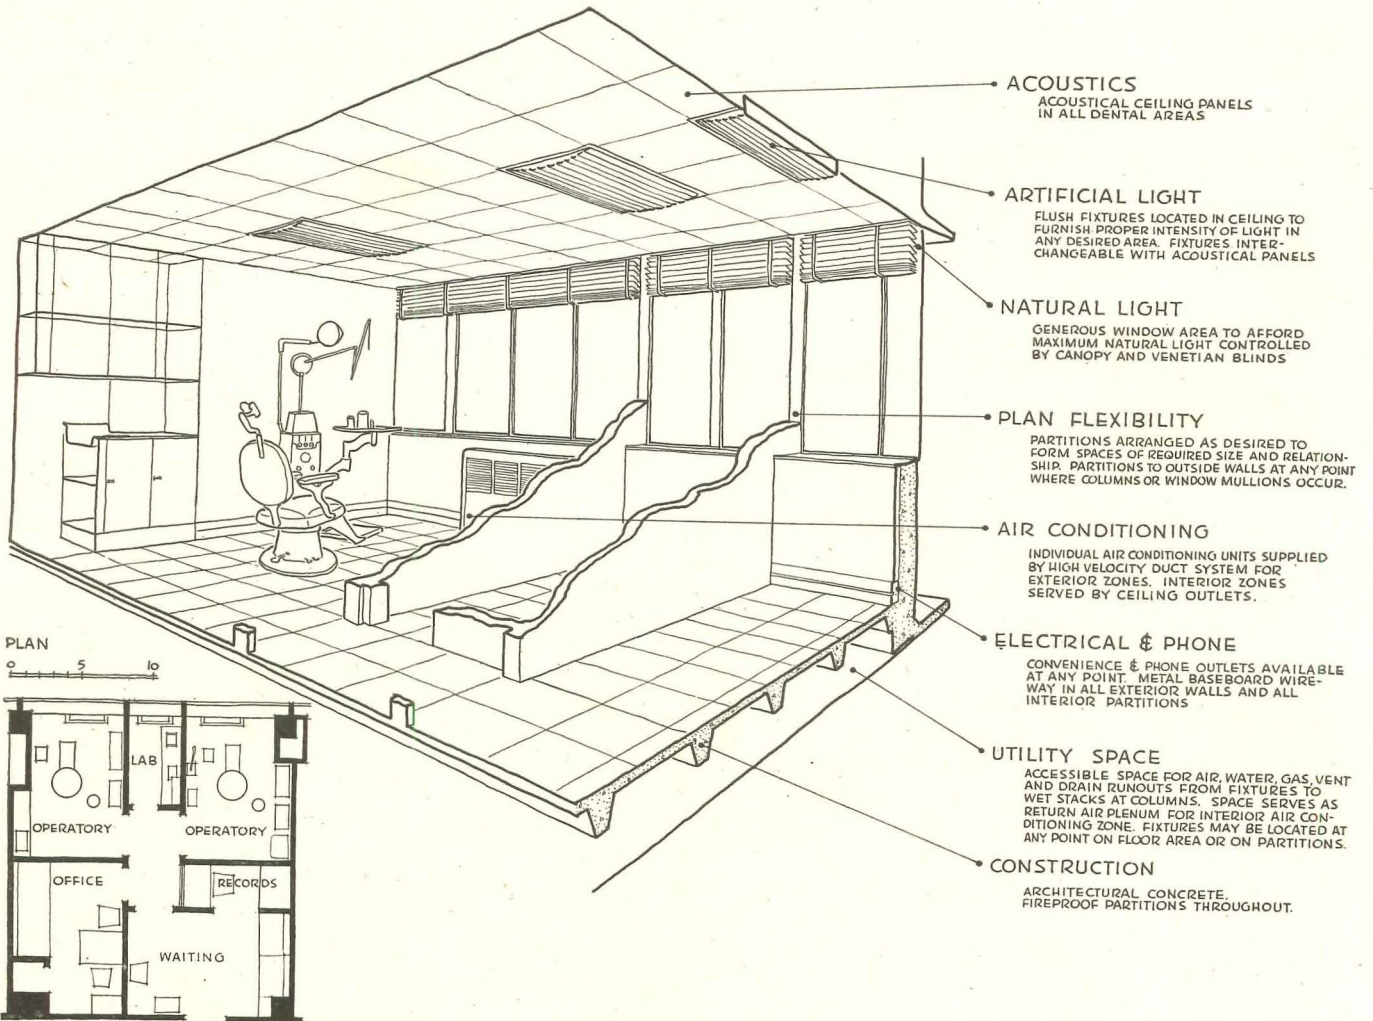 ACOUSTICS
ACOUSTICAL CEILING PANELS
IN ALL DENTAL AREAS
ARTIFICIAL LIGHT
FLUSH FIXTURES LOCATED IN CEILING TO
FURNISH PROPER INTENSITY OF LIGHT IN
ANY DESIRED AREA. FIXTURES INTER-
CHANGEABLE WITH ACOUSTICAL PANELS
NATURAL LIGHT
GENEROUS WINDOW AREA TO AFFORD
MAXIMUM NATURAL LIGHT CONTROLLED
BY CANOPY AND VENETIAN BLINDS
PLAN FLEXIBILITY
PARTITIONS ARRANGED AS DESIRED TO
FORM SPACES OF REQUIRED SIZE AND RELATION-
SHIP. PARTITIONS TO OUTSIDE WALLS AT ANY POINT
WHERE COLUMNS OR WINDOW MULLIONS OCCUR.
AIR CONDITIONING
INDIVIDUAL AIR CONDITIONING UNITS SUPPLIED
BY HIGH VELOCITY DUCT SYSTEM FOR
EXTERIOR ZONES. INTERIOR ZONES
SERVED BY CEILING OUTLETS.
ELECTRICAL & PHONE
CONVENIENCE & PHONE OUTLETS AVAILABLE
AT ANY POINT. METAL BASEBOARD WIRE-
WAY IN ALL EXTERIOR WALLS AND ALL
INTERIOR PARTITIONS
UTILITY SPACE
ACCESSIBLE SPACE FOR AIR, WATER, GAS, VENT
AND DRAIN RUNOUTS FROM FIXTURES TO
WET STACKS AT COLUMNS. SPACE SERVES AS
RETURN AIR PLENUM FOR INTERIOR AIR CON-
DITIONING ZONE. FIXTURES MAY BE LOCATED AT
ANY POINT ON FLOOR AREA OR ON PARTITIONS.
CONSTRUCTION
ARCHITECTURAL CONCRETE.
FIREPROOF PARTITIONS THROUGHOUT.
PLAN
0 5 10
LAB
OPERATORY OPERATORY
OFFICE RECORDS
WAITING